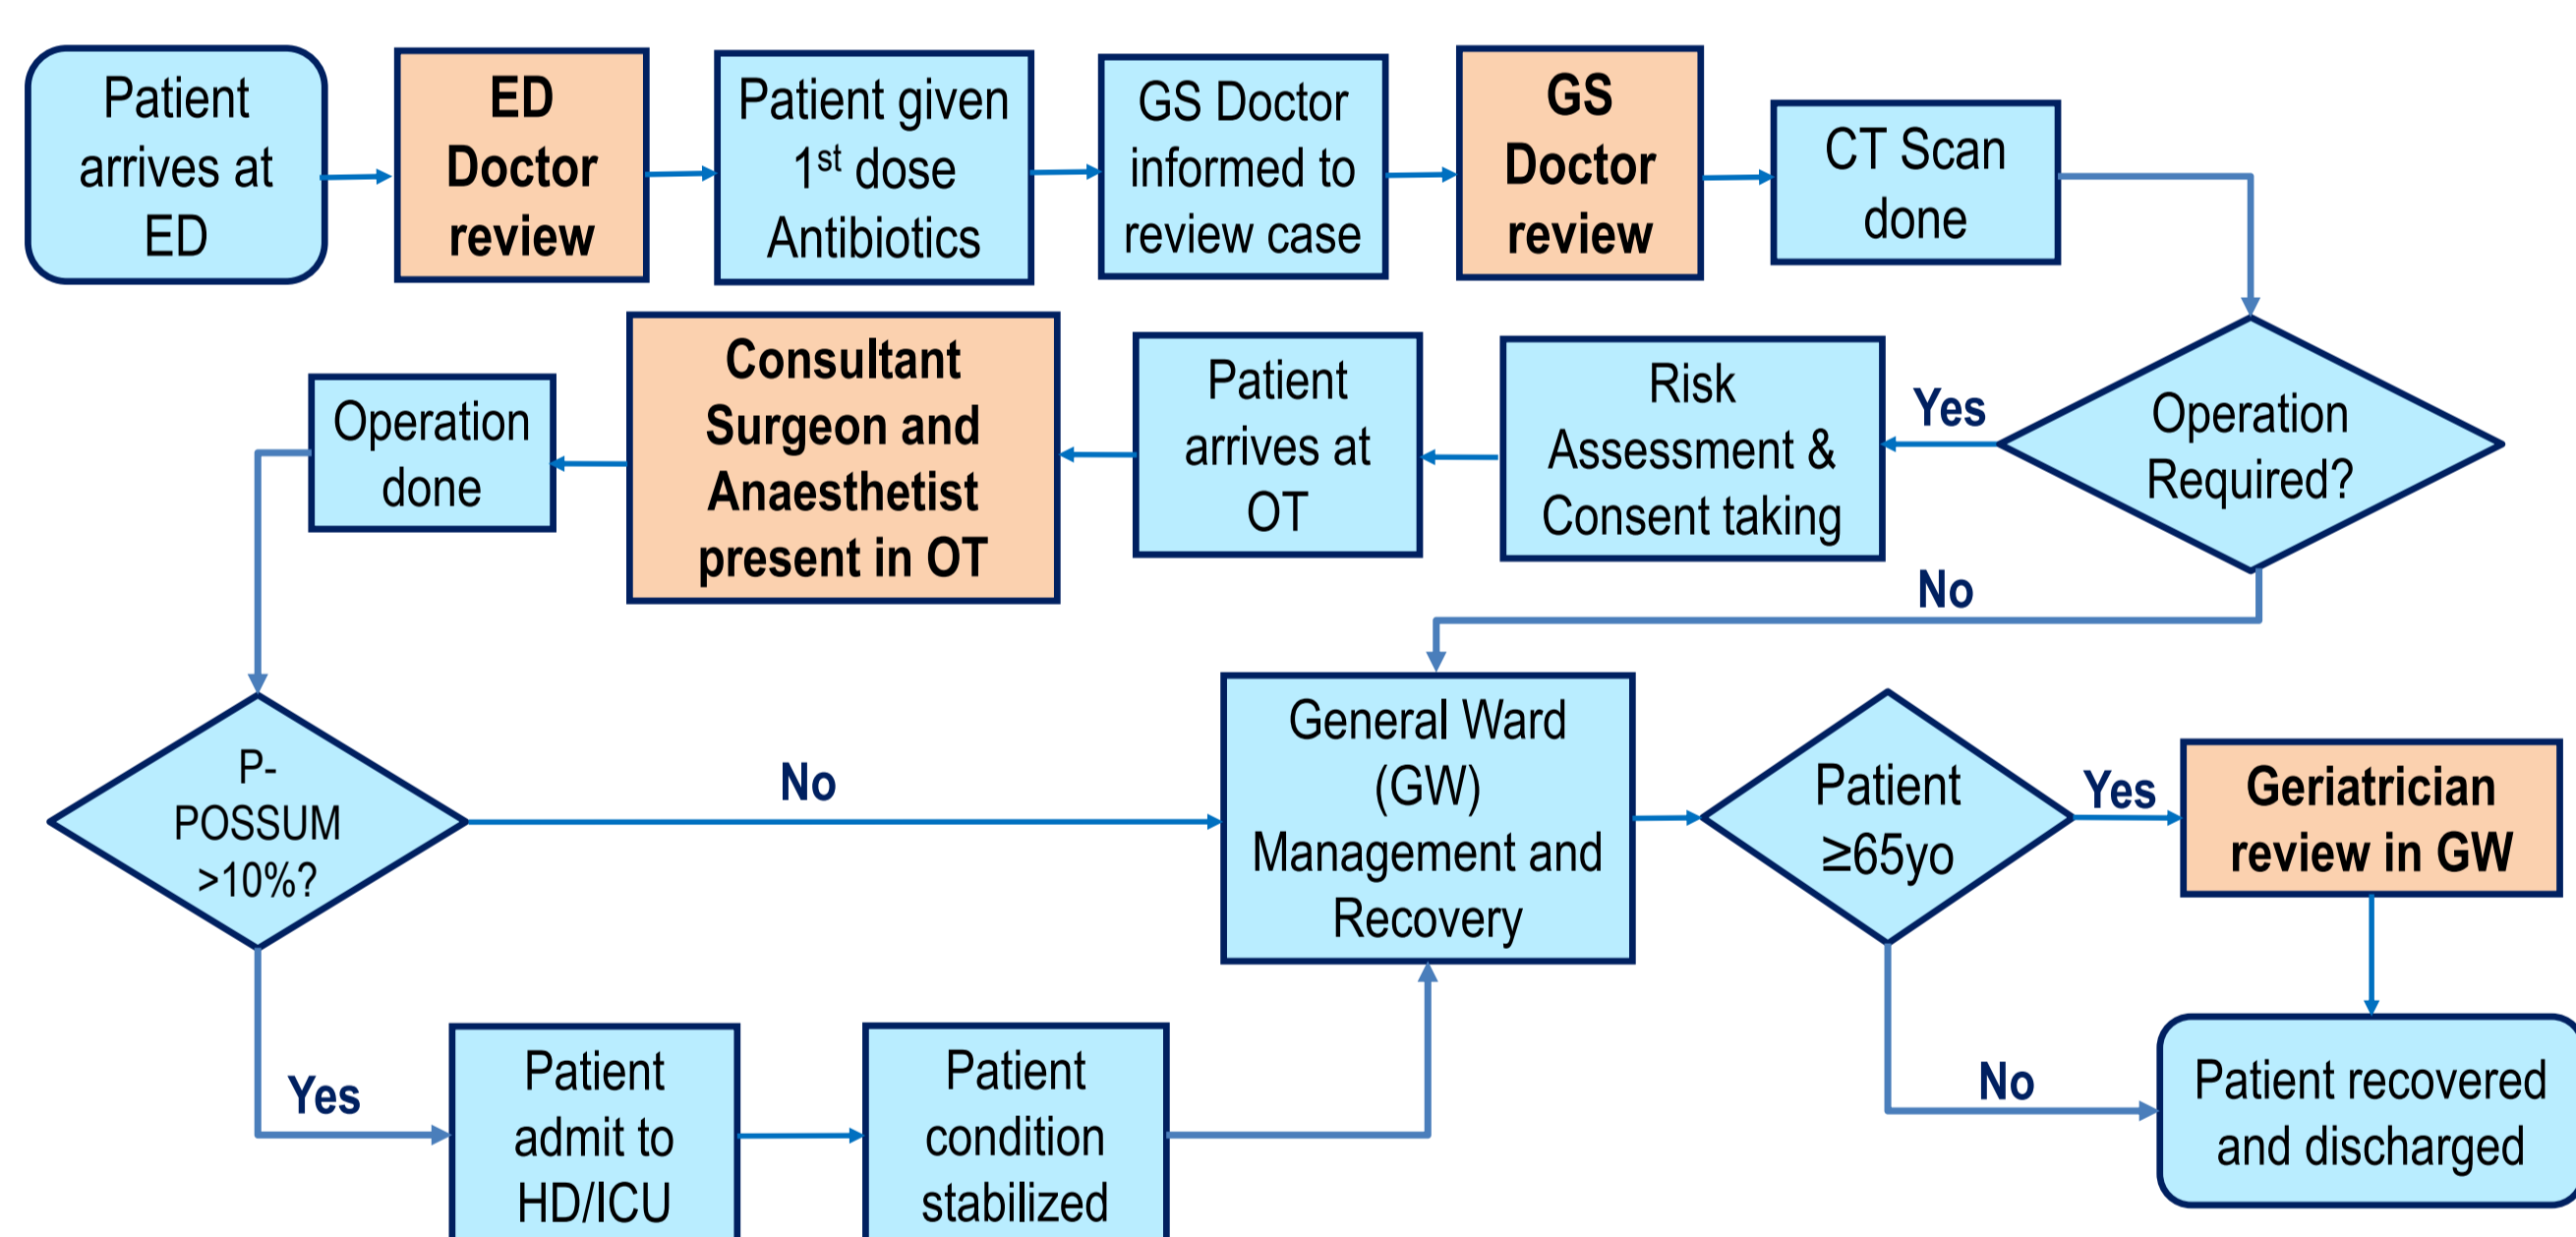 Patient
arrives at
ED
ED
Doctor
review
Patient given
1st dose
Antibiotics
GS Doctor
informed to
review case
GS
Doctor
review
CT Scan
done
Operation
Required?
Yes
Risk
Assessment &
Consent taking
Patient
arrives at
OT
Consultant
Surgeon and
Anaesthetist
present in OT
Operation
done
No
P-
POSSUM
>10%?
No
General Ward
(GW)
Management and
Recovery
Patient
≥65yo
Yes
Geriatrician
review in GW
Yes
Patient
admit to
HD/ICU
Patient
condition
stabilized
No
Patient recovered
and discharged